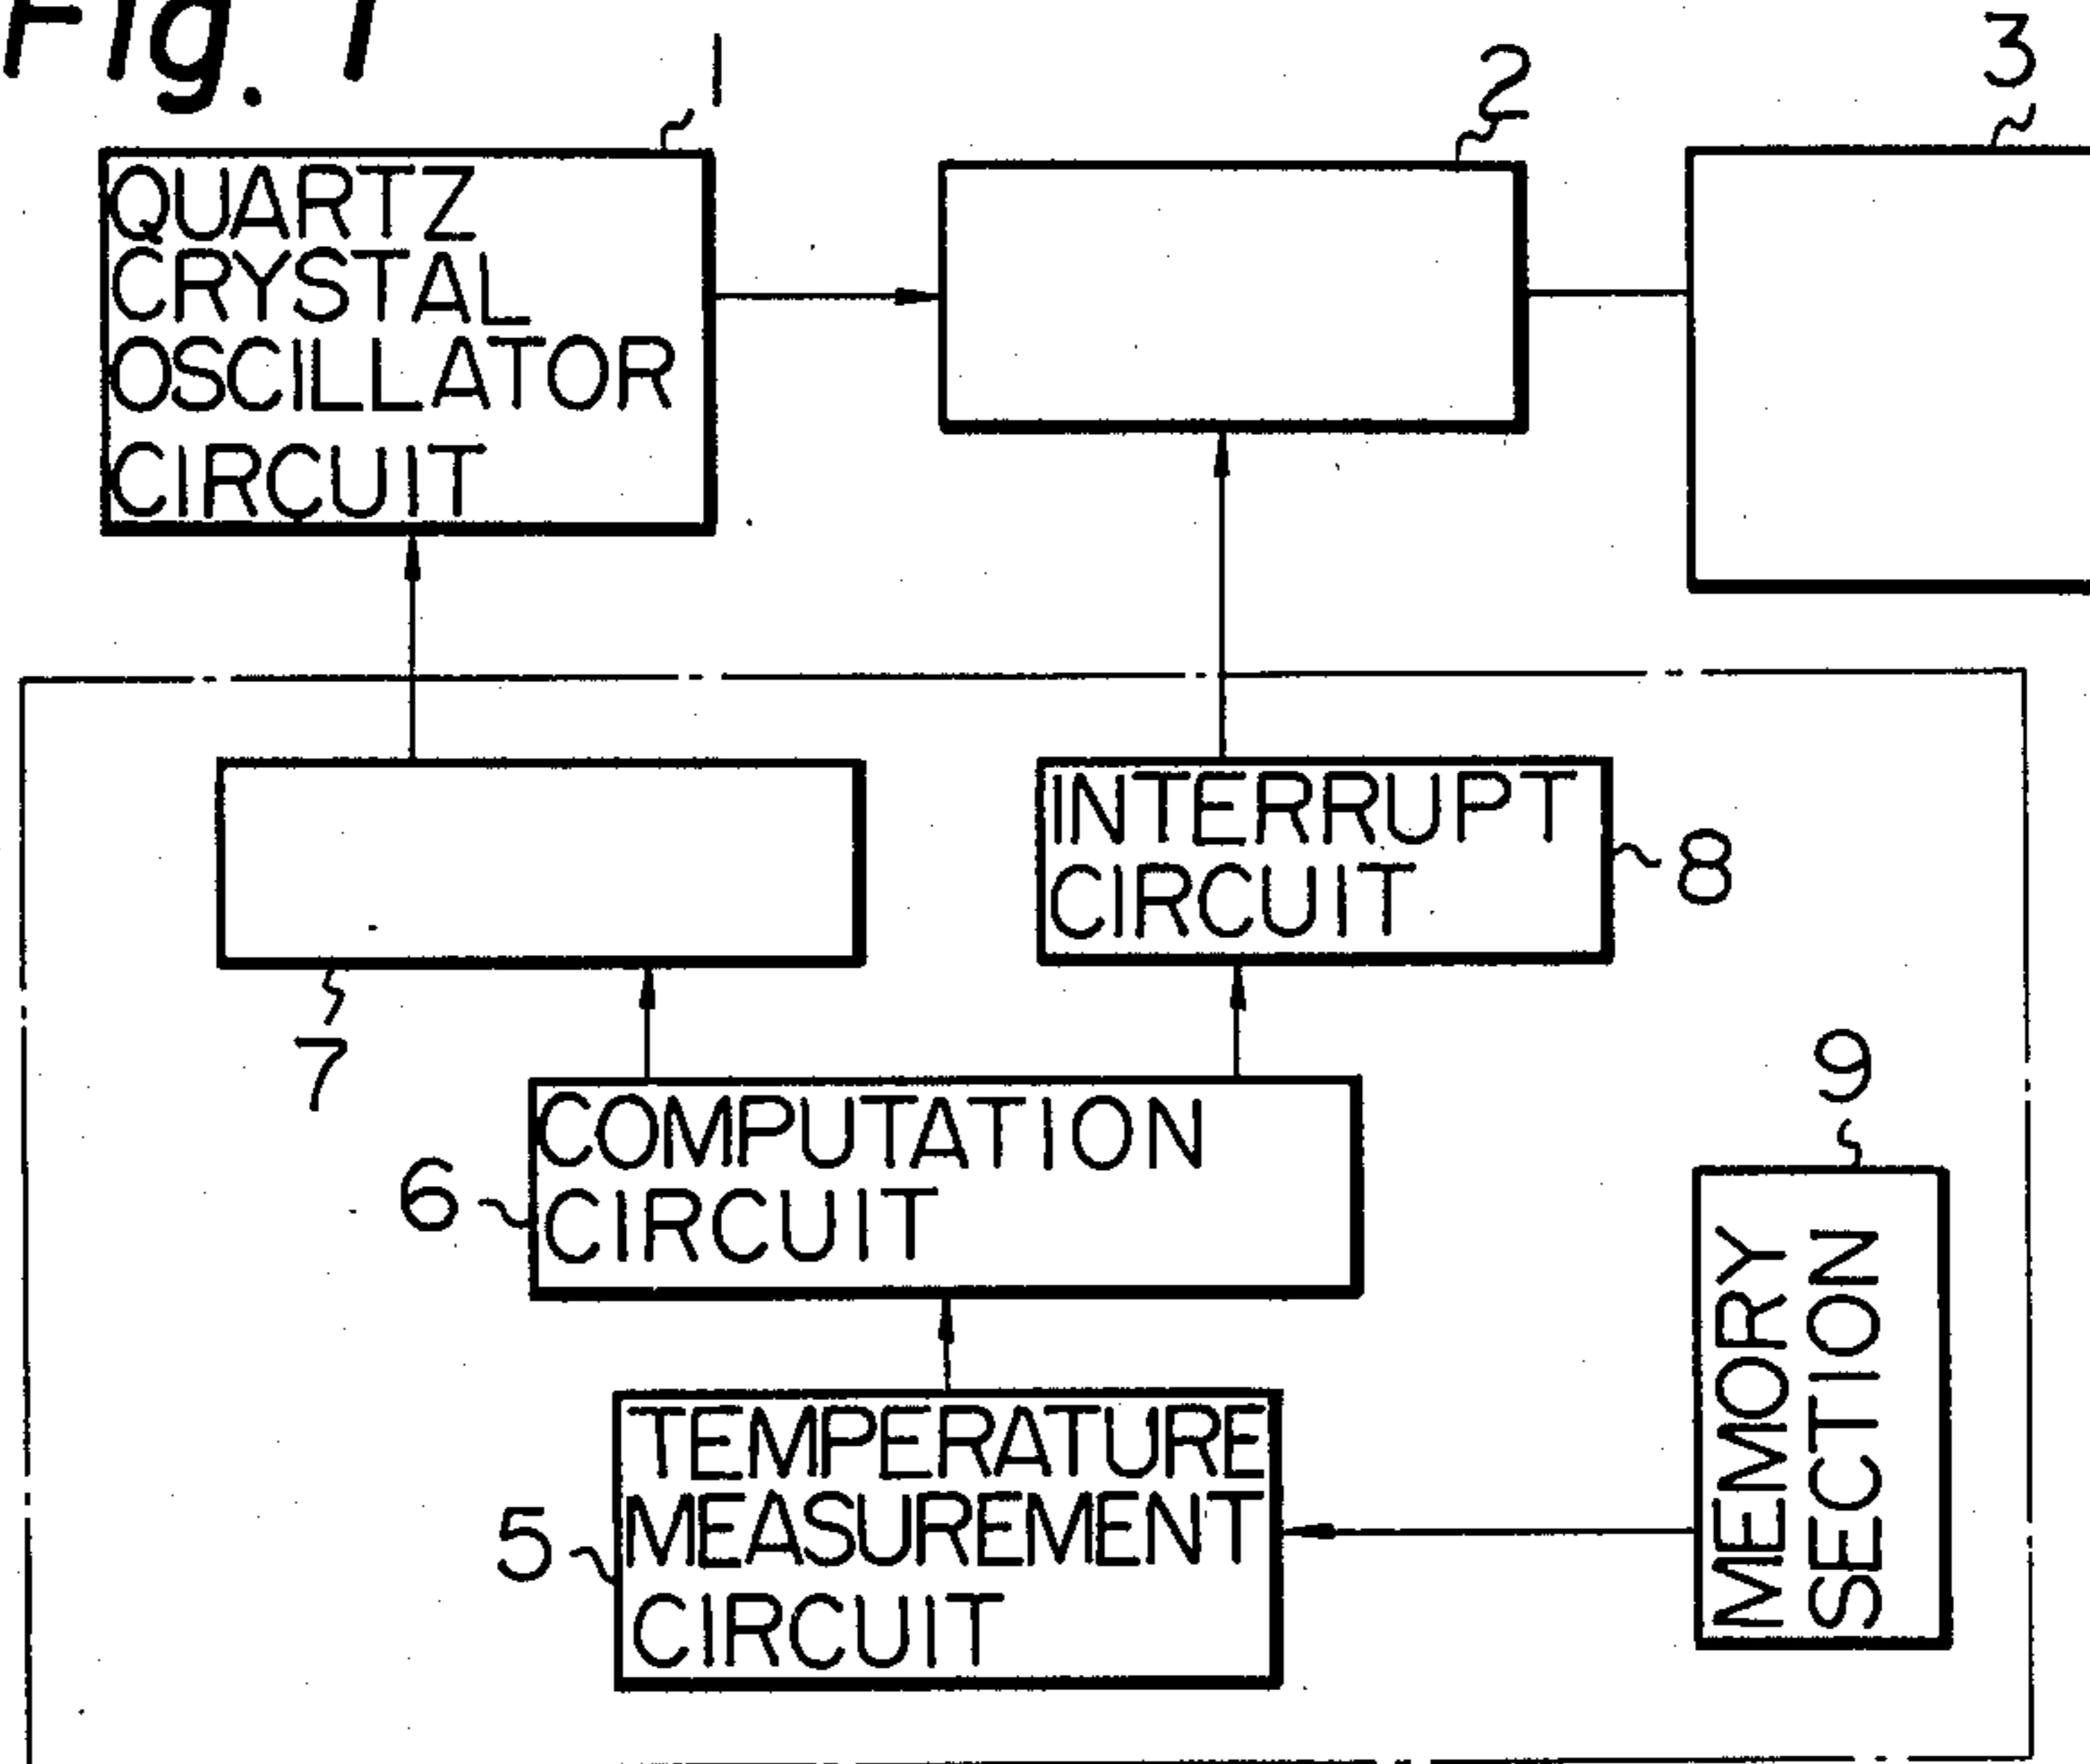 Fig. 1
1
2
3
QUARTZ
CRYSTAL
OSCILLATOR
CIRCUIT
INTERRUPT
CIRCUIT
8
7
COMPUTATION
CIRCUIT
6
9
MEMORY
SECTION
TEMPERATURE
MEASUREMENT
CIRCUIT
5